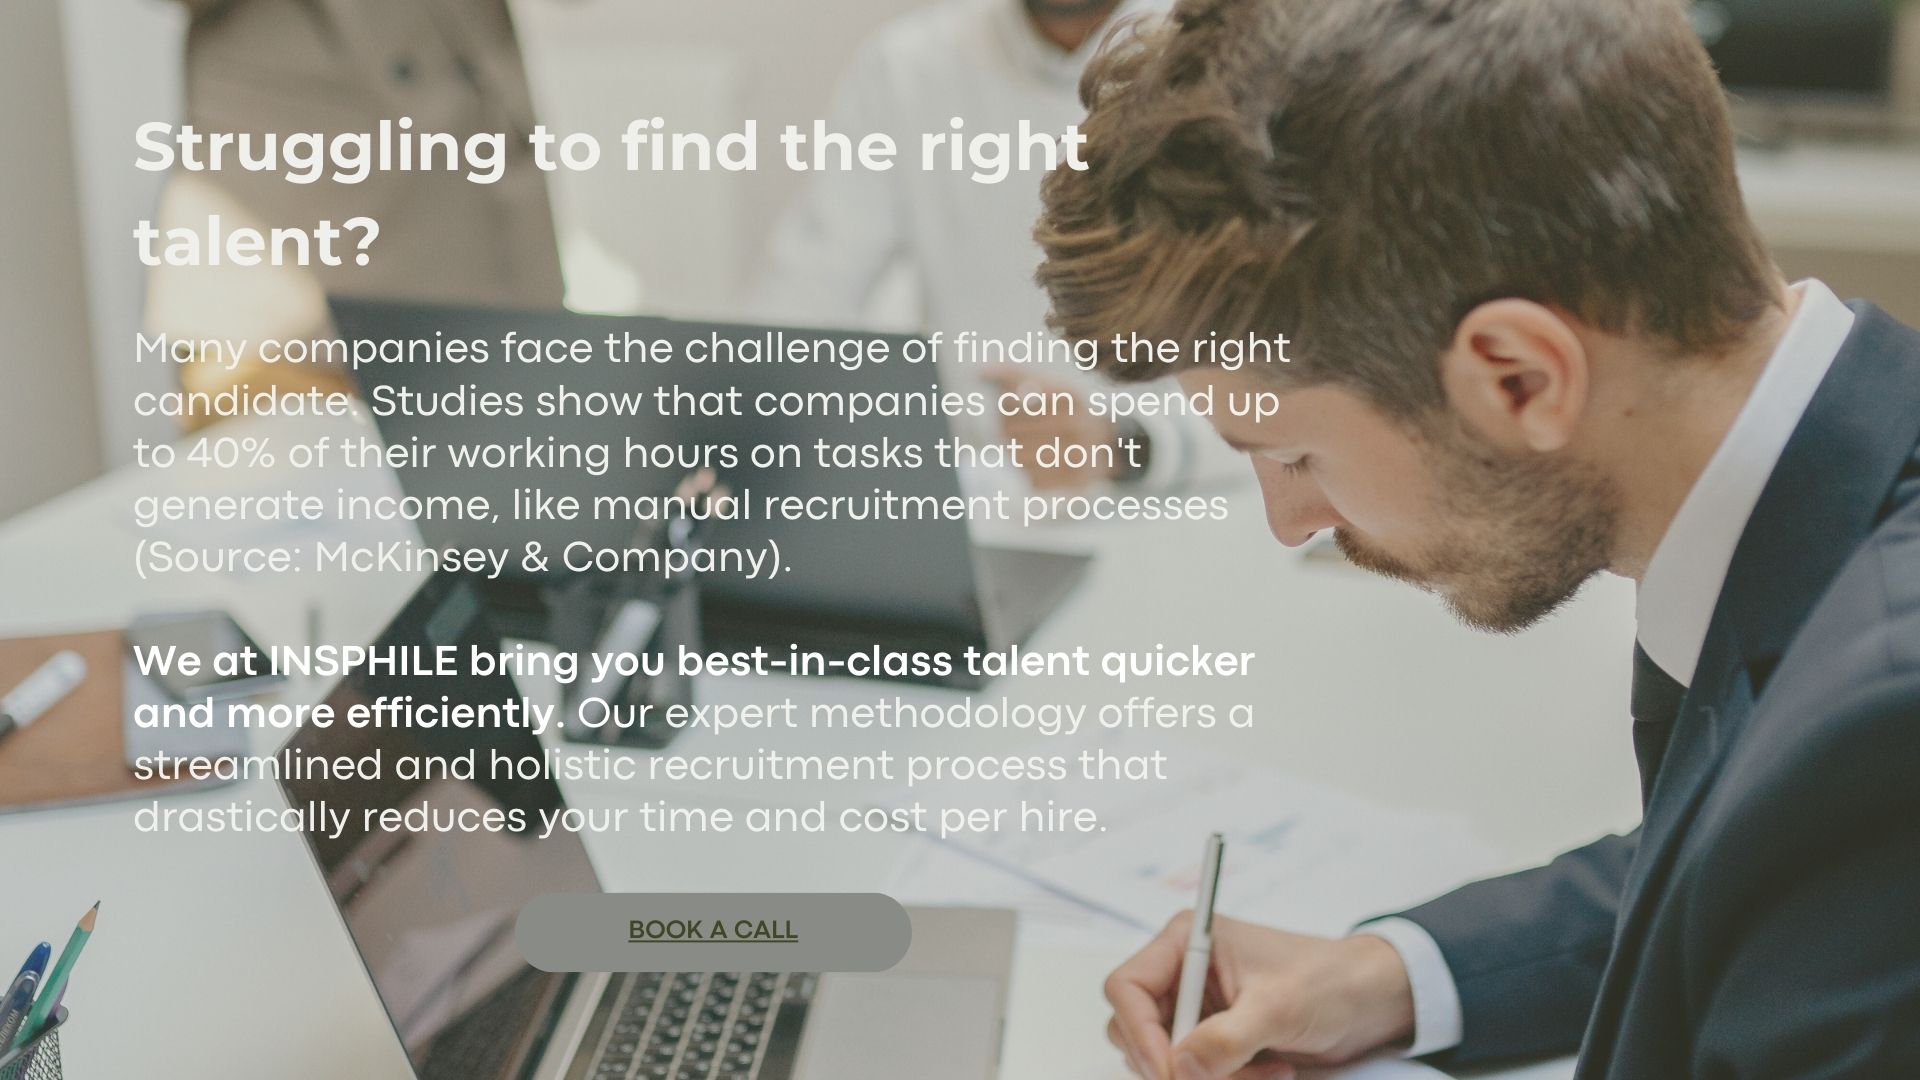 Struggling to find the right
talent?
Many companies face the challenge of finding the right
candidate. Studies show that companies can spend up
to 40% of their working hours on tasks that don't
generate income, like manual recruitment processes
(Source: McKinsey & Company).
We at INSPHILE bring you best-in-class talent quicker
and more efficiently. Our expert methodology offers a
streamlined and holistic recruitment process that
drastically reduces your time and cost per hire.
BOOK A CALL